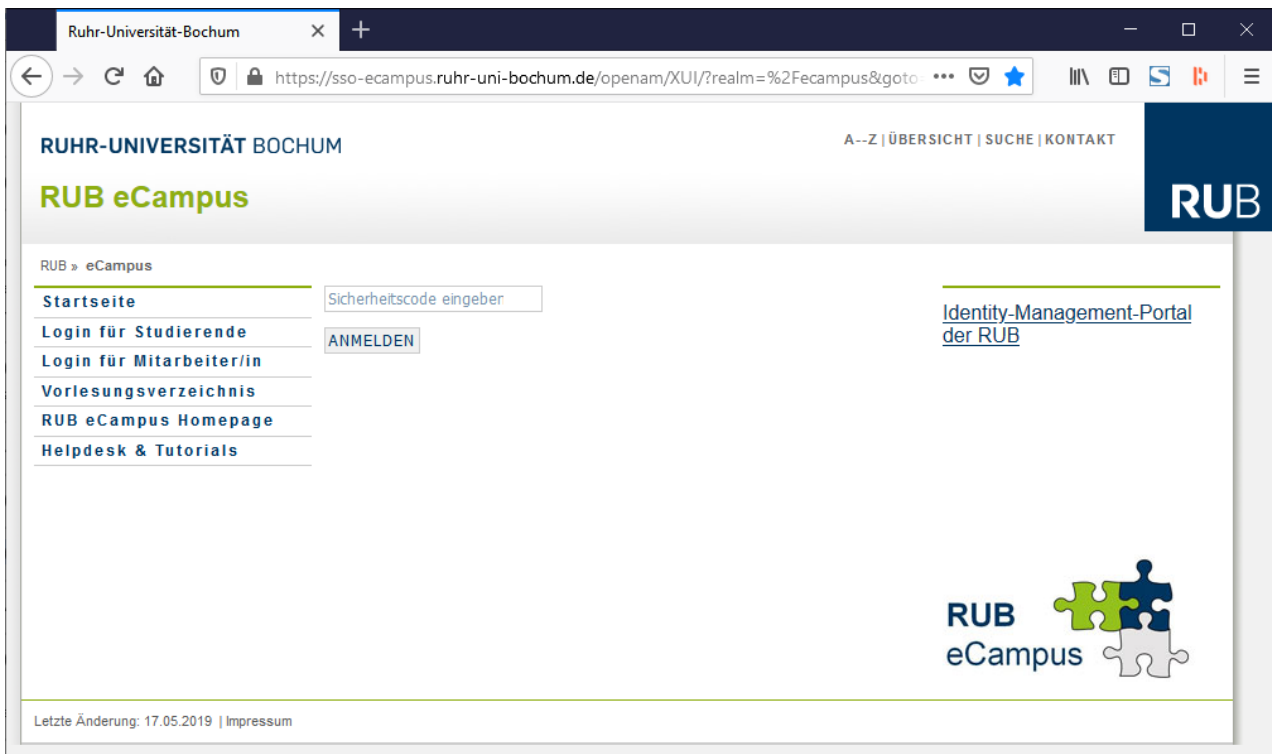 Ruhr-Universität-Bochum
https://sso-ecampus.ruhr-uni-bochum.de/openam/XUI/?realm=%2Fecampus&goto=
RUHR-UNIVERSITÄT BOCHUM
A--Z | ÜBERSICHT | SUCHE | KONTAKT
RUB eCampus
RUB
RUB » eCampus
Startseite
Login für Studierende
Login für Mitarbeiter/in
Vorlesungsverzeichnis
RUB eCampus Homepage
Helpdesk & Tutorials
Sicherheitscode eingeber
ANMELDEN
Identity-Management-Portal
der RUB
RUB
eCampus
Letzte Änderung: 17.05.2019 | Impressum